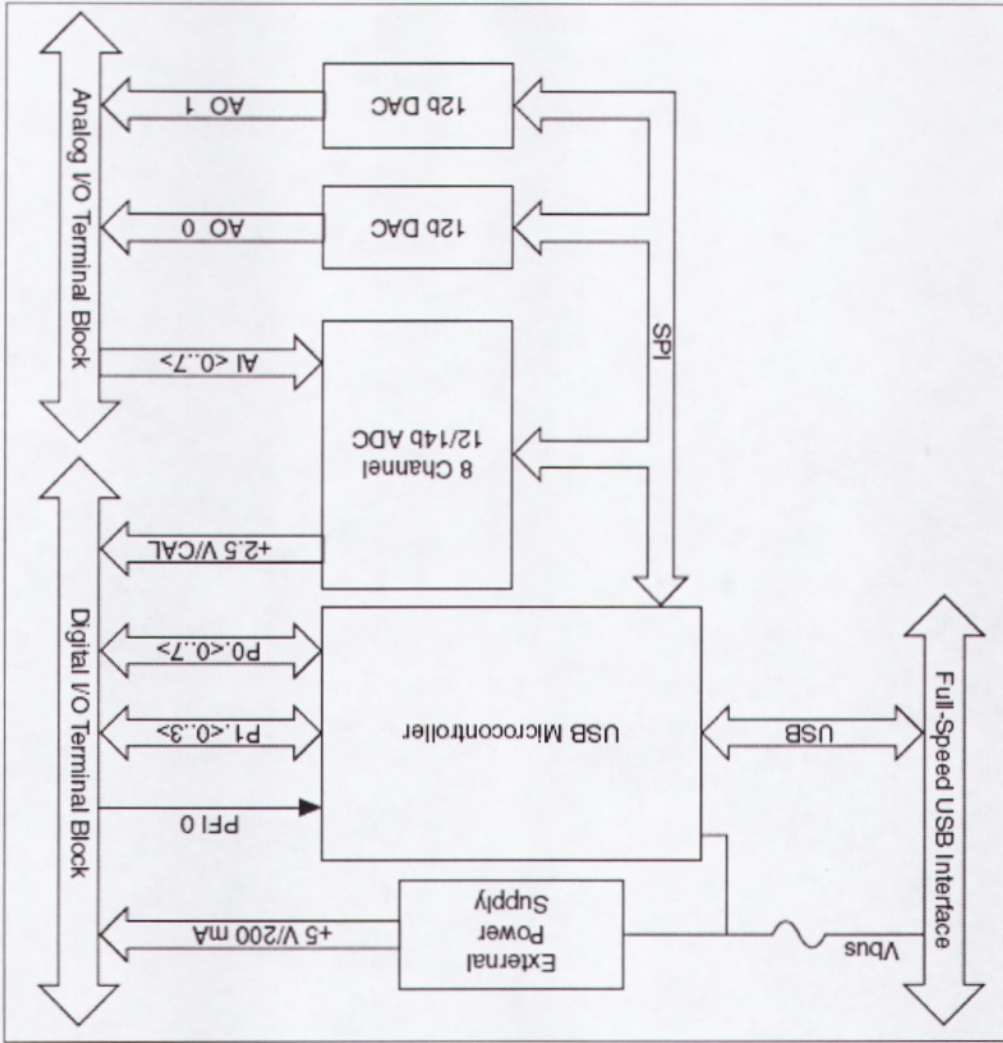 Full-Speed USB Interface
Vbus
External
Power
Supply
+5 V/200 mA
USB
USB Microcontroller
PFI 0
P1.<0..3>
P0.<0..7>
Digital I/O Terminal Block
SPI
8 Channel
12/14b ADC
+2.5 V/CAL
AI <0..7>
12b DAC
AO 0
12b DAC
AO 1
Analog I/O Terminal Block